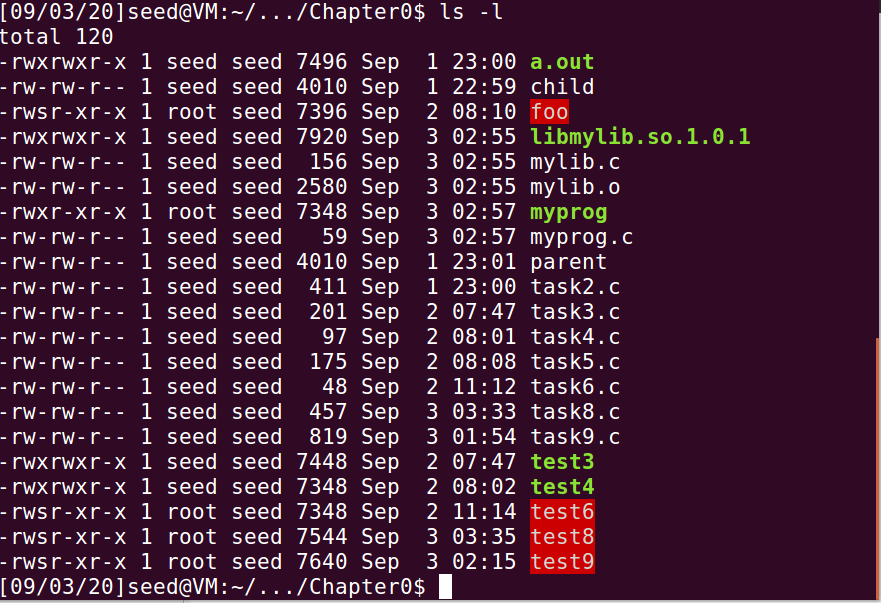 [09/03/20]seed@VM:~/.../Chapter0$ ls -l
total 120
-rwxrwxr-x 1 seed seed 7496 Sep  1 23:00 a.out
-rw-rw-r-- 1 seed seed 4010 Sep  1 22:59 child
-rwsr-xr-x 1 root seed 7396 Sep  2 08:10 foo
-rwxrwxr-x 1 seed seed 7920 Sep  3 02:55 libmylib.so.1.0.1
-rw-rw-r-- 1 seed seed  156 Sep  3 02:55 mylib.c
-rw-rw-r-- 1 seed seed 2580 Sep  3 02:55 mylib.o
-rwxr-xr-x 1 root seed 7348 Sep  3 02:57 myprog
-rw-rw-r-- 1 seed seed   59 Sep  3 02:57 myprog.c
-rw-rw-r-- 1 seed seed 4010 Sep  1 23:01 parent
-rw-rw-r-- 1 seed seed  411 Sep  1 23:00 task2.c
-rw-rw-r-- 1 seed seed  201 Sep  2 07:47 task3.c
-rw-rw-r-- 1 seed seed   97 Sep  2 08:01 task4.c
-rw-rw-r-- 1 seed seed  175 Sep  2 08:08 task5.c
-rw-rw-r-- 1 seed seed   48 Sep  2 11:12 task6.c
-rw-rw-r-- 1 seed seed  457 Sep  3 03:33 task8.c
-rw-rw-r-- 1 seed seed  819 Sep  3 01:54 task9.c
-rwxrwxr-x 1 seed seed 7448 Sep  2 07:47 test3
-rwxrwxr-x 1 seed seed 7348 Sep  2 08:02 test4
-rwsr-xr-x 1 root seed 7348 Sep  2 11:14 test6
-rwsr-xr-x 1 root seed 7544 Sep  3 03:35 test8
-rwsr-xr-x 1 root seed 7640 Sep  3 02:15 test9
[09/03/20]seed@VM:~/.../Chapter0$